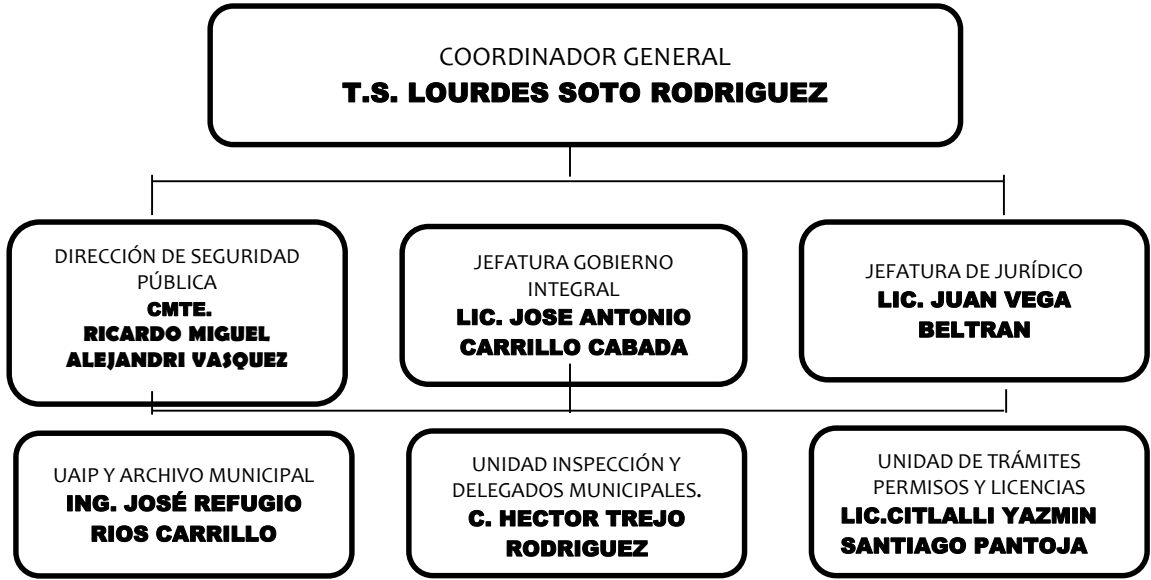 COORDINADOR GENERAL
T.S. LOURDES SOTO RODRIGUEZ
DIRECCIÓN DE SEGURIDAD
PÚBLICA
CMTE.
RICARDO MIGUEL
ALEJANDRI VASQUEZ
JEFATURA GOBIERNO
INTEGRAL
LIC. JOSE ANTONIO
CARRILLO CABADA
JEFATURA DE JURÍDICO
LIC. JUAN VEGA
BELTRAN
UAIP Y ARCHIVO MUNICIPAL
ING. JOSÉ REFUGIO
RIOS CARRILLO
UNIDAD INSPECCIÓN Y
DELEGADOS MUNICIPALES.
C. HECTOR TREJO
RODRIGUEZ
UNIDAD DE TRÁMITES
PERMISOS Y LICENCIAS
LIC.CITLALLI YAZMIN
SANTIAGO PANTOJA